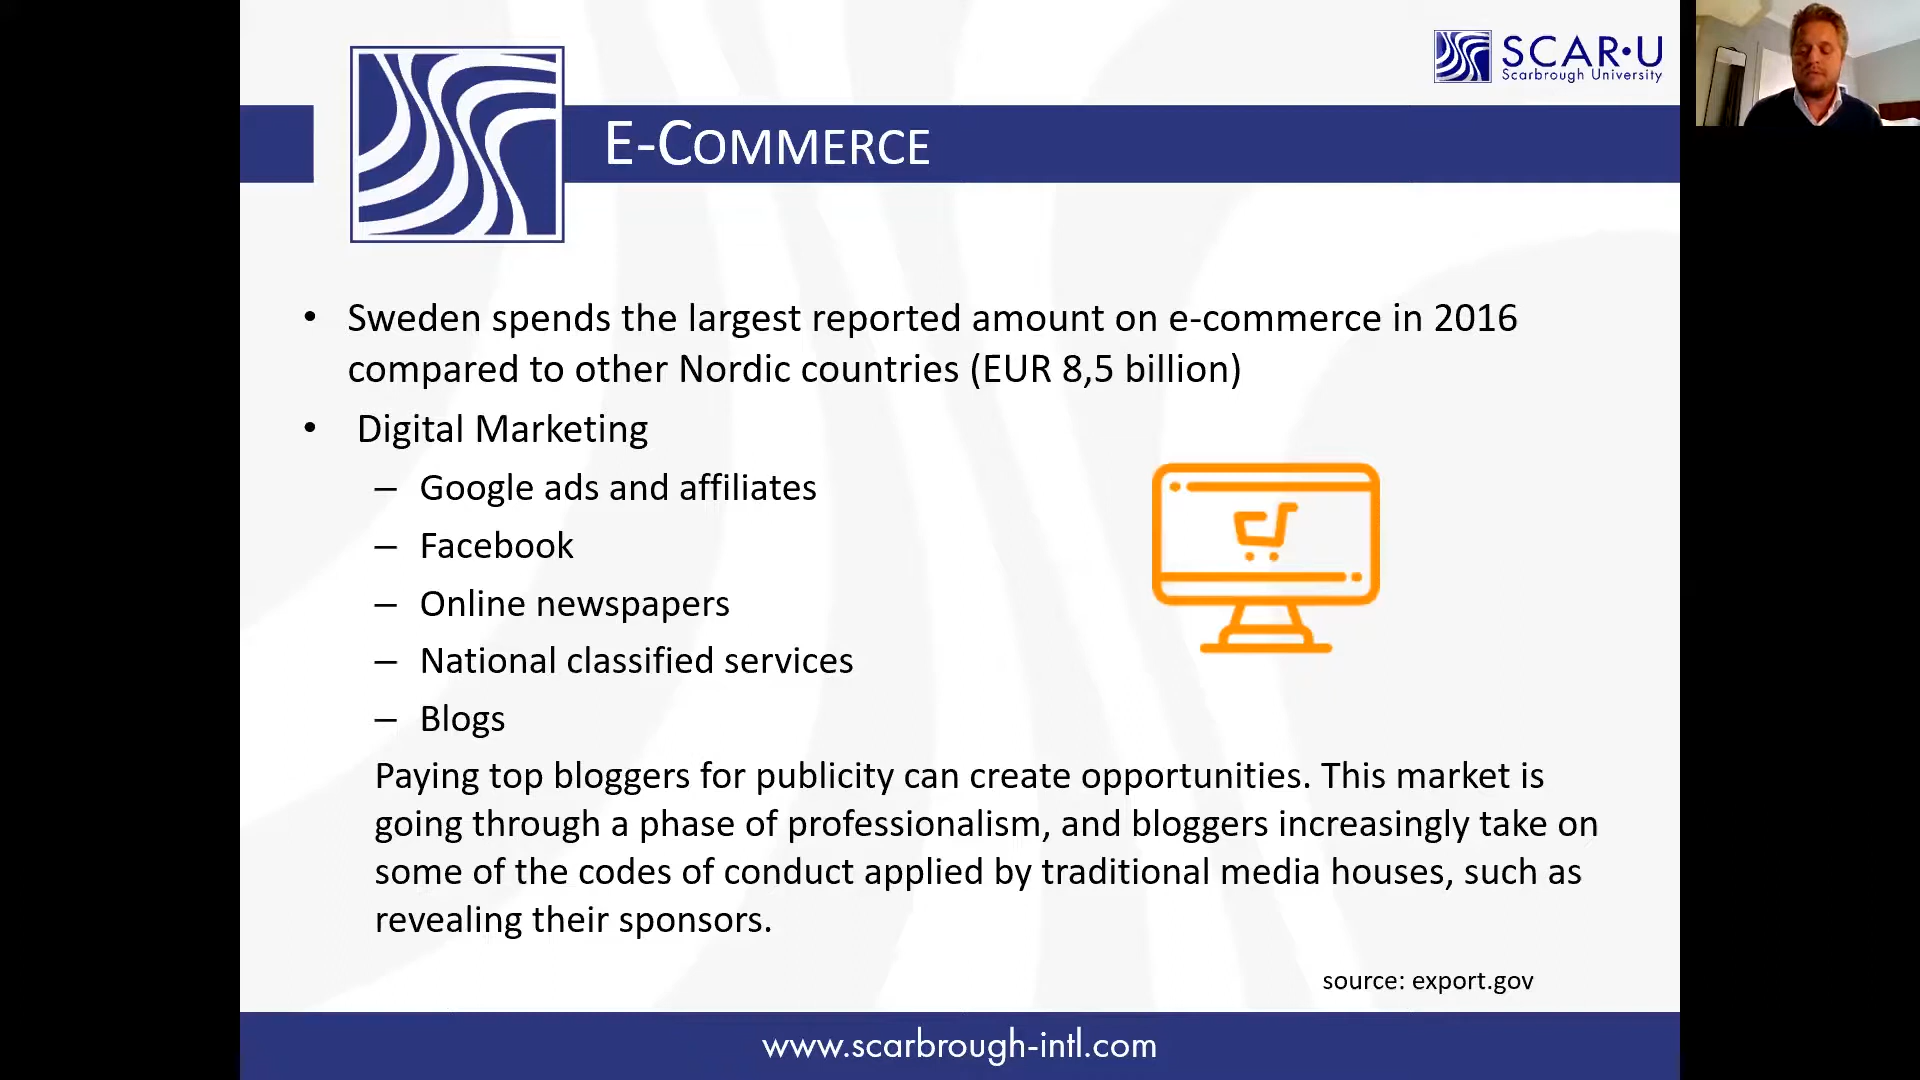 SCAR•U
Scarbrough University
E-COMMERCE
• Sweden spends the largest reported amount on e-commerce in 2016
compared to other Nordic countries (EUR 8,5 billion)
• Digital Marketing
– Google ads and affiliates
– Facebook
– Online newspapers
– National classified services
– Blogs
Paying top bloggers for publicity can create opportunities. This market is
going through a phase of professionalism, and bloggers increasingly take on
some of the codes of conduct applied by traditional media houses, such as
revealing their sponsors.
source: export.gov
www.scarbrough-intl.com